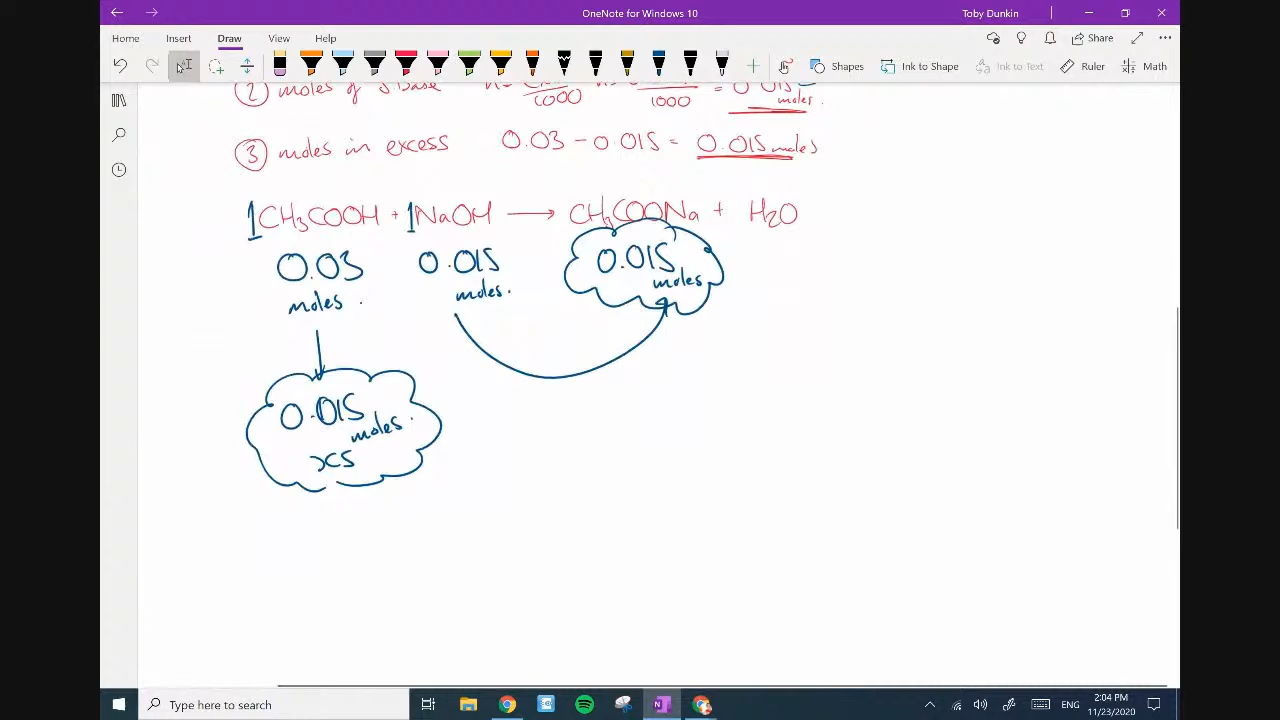 OneNote for Windows 10
Toby Dunkin
Home Insert Draw View Help
Share
Shapes Ink to Shape Ink to Text Ruler Math
② moles of base 1000 1000 = 0.015 moles.
③ moles in excess 0.03 - 0.015 = 0.015 moles
1CH3COOH + 1NaOH → CH3COONa + H2O
0.03 0.015 0.015
moles. moles. moles
0.015
moles.
xs
Type here to search
ENG
2:04 PM
11/23/2020